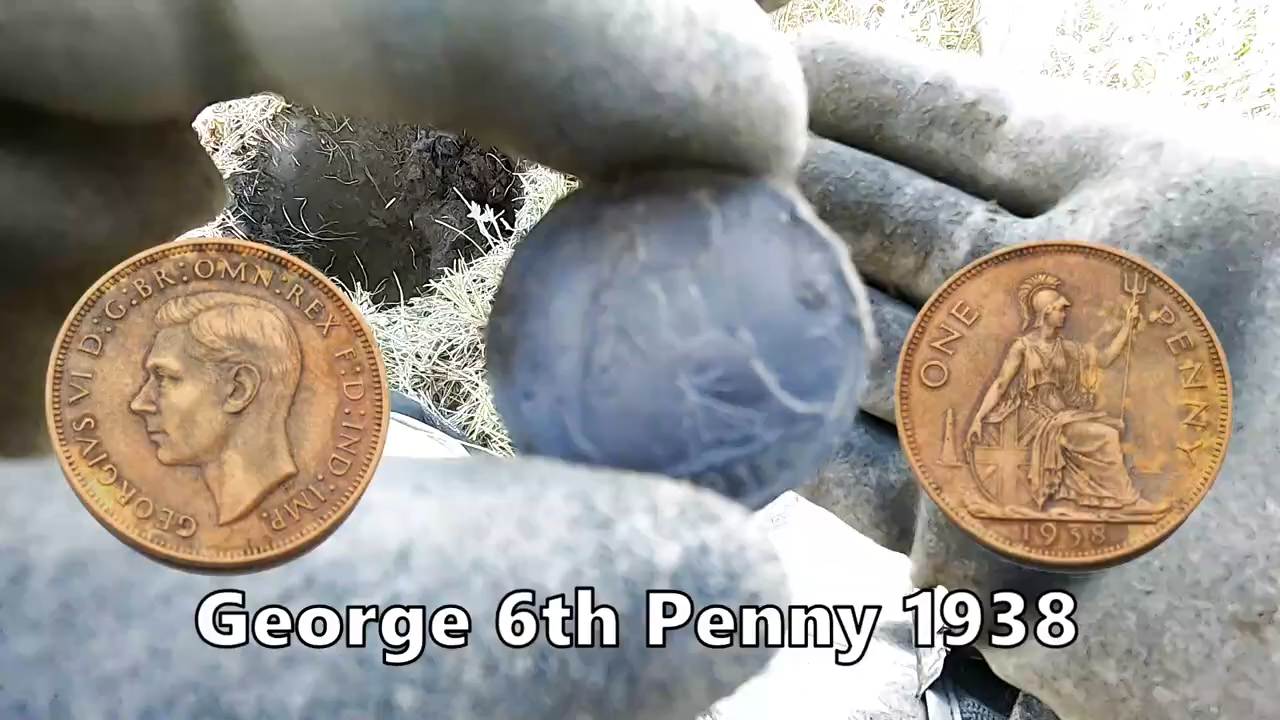 GEORGIVS VI D:G:BR:OMN:REX F:D:IND:IMP.
ONE PENNY
1938
George 6th Penny 1938